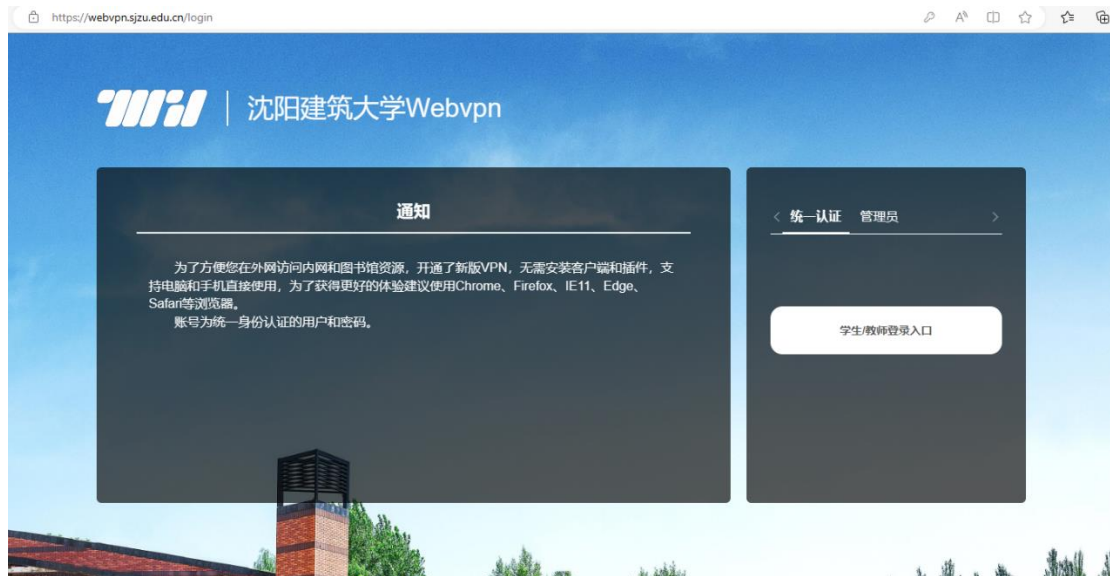 https://webvpn.sjzu.edu.cn/login
沈阳建筑大学Webvpn
通知
为了方便您在外网访问内网和图书馆资源，开通了新版VPN，无需安装客户端和插件，支
持电脑和手机直接使用，为了获得更好的体验建议使用Chrome、Firefox、IE11、Edge、
Safari等浏览器。
账号为统一身份认证的用户和密码。
统一认证 管理员
学生/教师登录入口